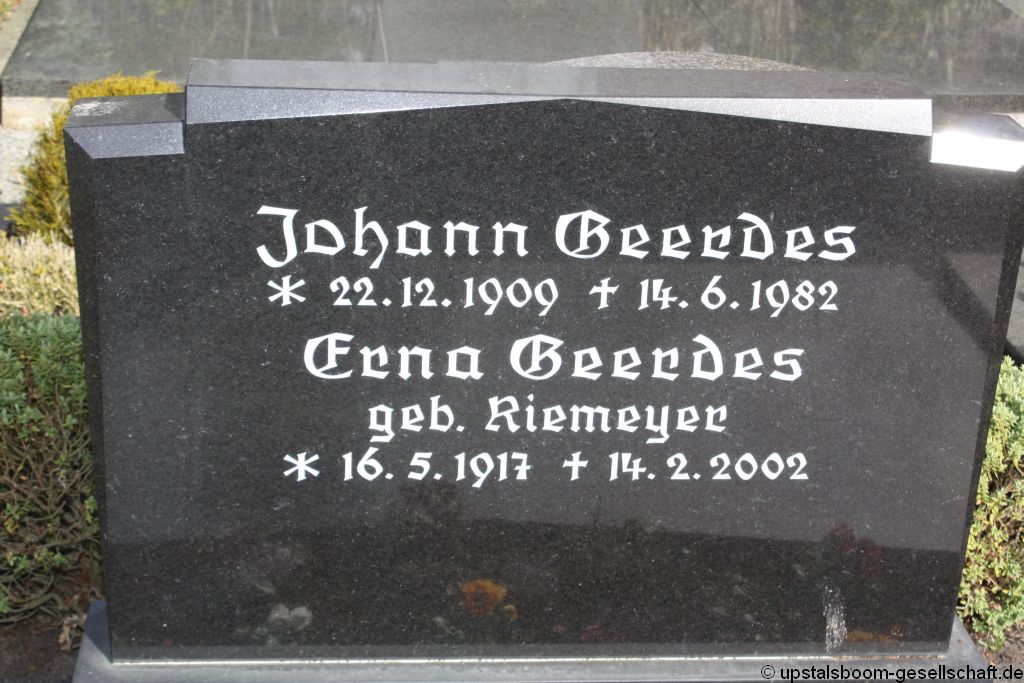 Johann Geerdes
* 22.12.1909 † 14.6.1982
Erna Geerdes
geb. Riemeyer
* 16.5.1917 † 14.2.2002
© upstalsboom-gesellschaft.de